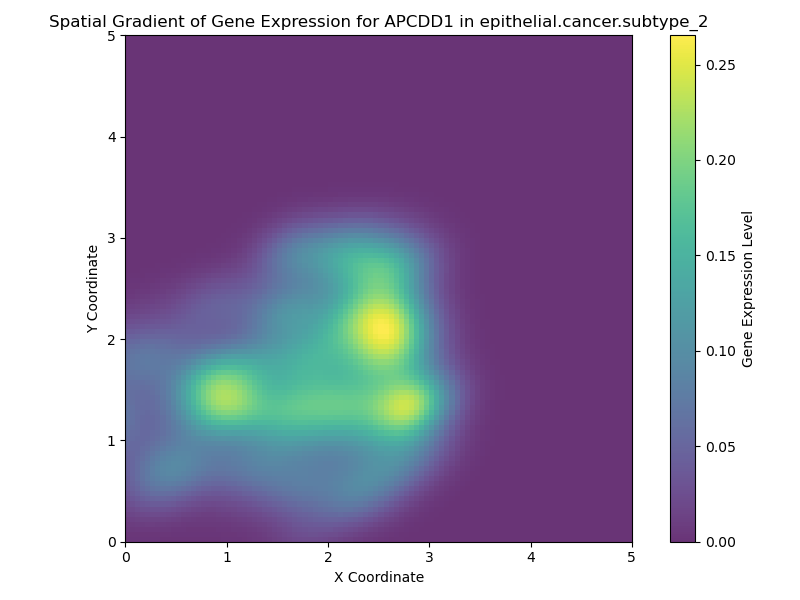 Spatial Gradient of Gene Expression for APCDD1 in epithelial.cancer.subtype_2
5
4
3
2
1
0
0 1 2 3 4 5
Y Coordinate
X Coordinate
0.25
0.20
0.15
0.10
0.05
0.00
Gene Expression Level